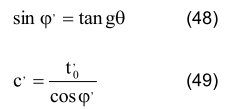 sin φ' = tan gθ (48)
c' = t'₀ / cos φ' (49)